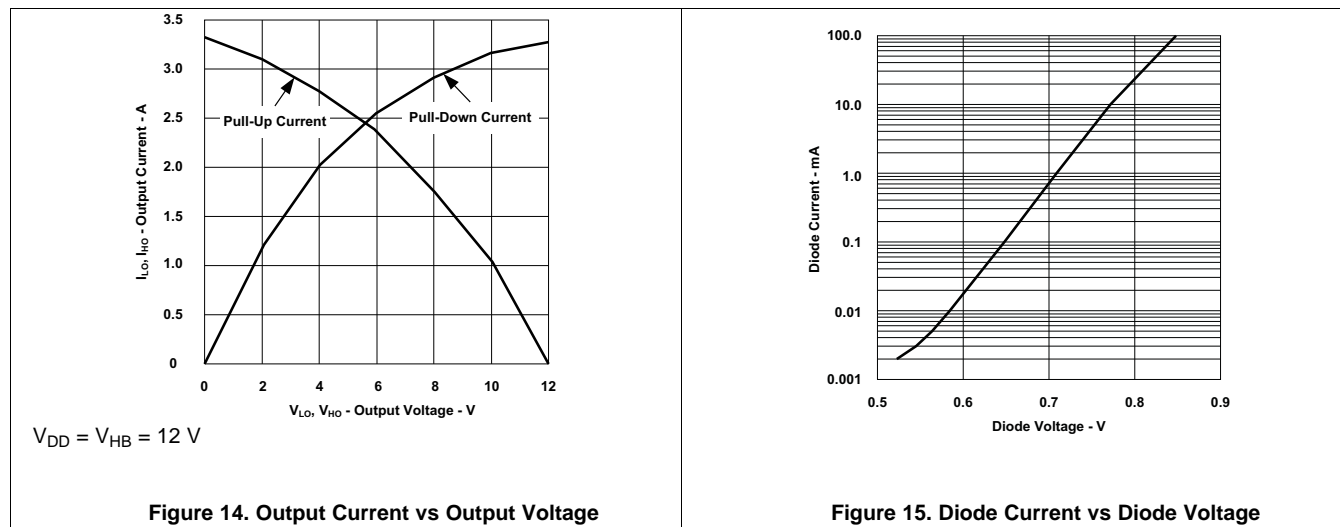 3.5
3.0
2.5
2.0
1.5
1.0
0.5
0
0 2 4 6 8 10 12
I_LO, I_HO - Output Current - A
Pull-Up Current
Pull-Down Current
V_LO, V_HO - Output Voltage - V
V_DD = V_HB = 12 V
Figure 14. Output Current vs Output Voltage
100.0
10.0
1.0
0.1
0.01
0.001
0.5 0.6 0.7 0.8 0.9
Diode Current - mA
Diode Voltage - V
Figure 15. Diode Current vs Diode Voltage